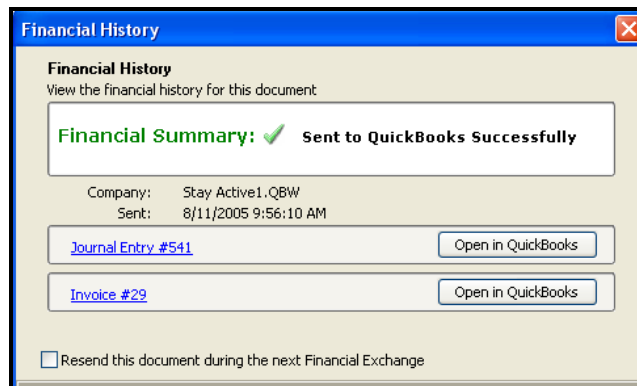 Financial History
Financial History
View the financial history for this document
Financial Summary: Sent to QuickBooks Successfully
Company: Stay Active1.QBW
Sent: 8/11/2005 9:56:10 AM
Journal Entry #541 Open in QuickBooks
Invoice #29 Open in QuickBooks
Resend this document during the next Financial Exchange